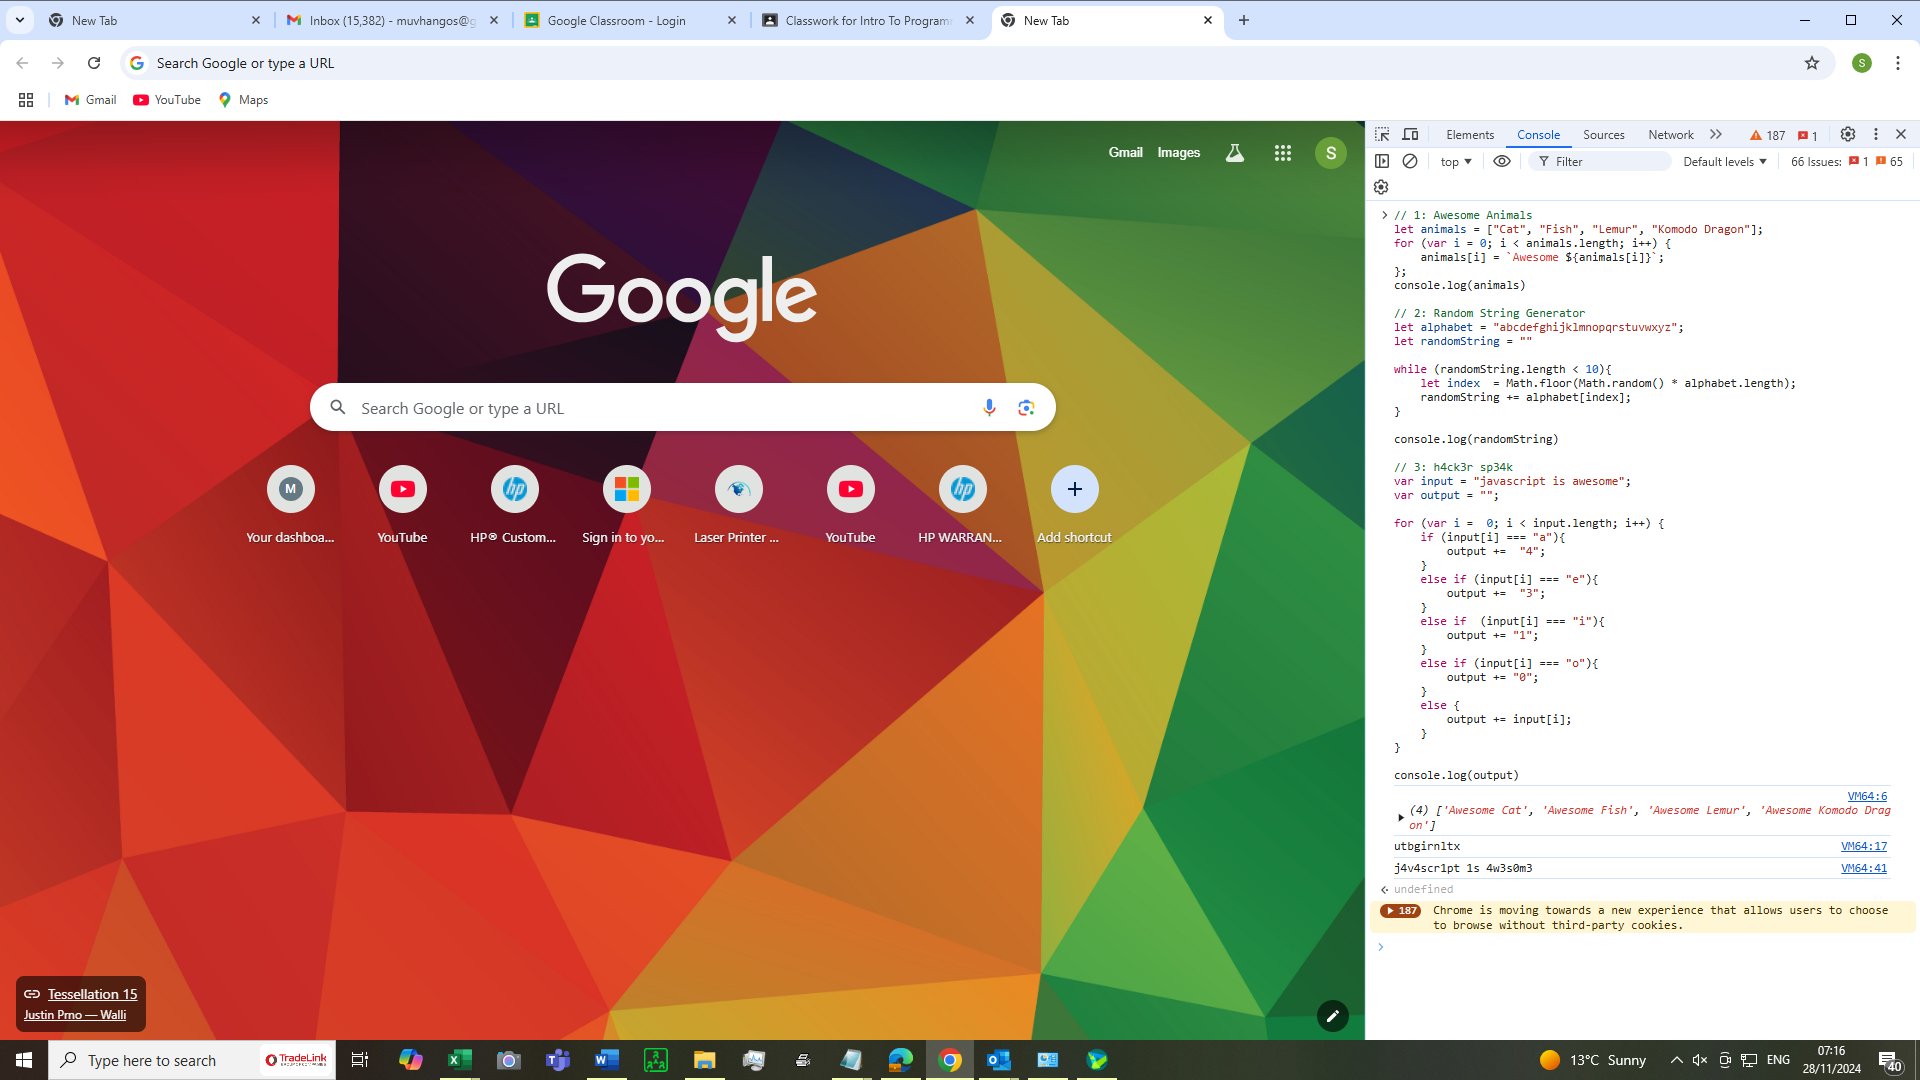 New Tab
Inbox (15,382) - muvhangos@g
Google Classroom - Login
Classwork for Intro To Program
New Tab
Search Google or type a URL
S
Gmail
YouTube
Maps
Gmail
Images
S
Google
Search Google or type a URL
M
Your dashboa...
YouTube
HP® Custom...
Sign in to yo...
Laser Printer ...
YouTube
HP WARRAN...
Add shortcut
Tessellation 15
Justin Prno — Walli
Elements
Console
Sources
Network
187
1
top
Filter
Default levels
66 Issues:
1
65
// 1: Awesome Animals
let animals = ["Cat", "Fish", "Lemur", "Komodo Dragon"];
for (var i = 0; i < animals.length; i++) {
animals[i] = `Awesome ${animals[i]}`;
};
console.log(animals)
// 2: Random String Generator
let alphabet = "abcdefghijklmnopqrstuvwxyz";
let randomString = ""
while (randomString.length < 10){
let index  = Math.floor(Math.random() * alphabet.length);
randomString += alphabet[index];
}
console.log(randomString)
// 3: h4ck3r sp34k
var input = "javascript is awesome";
var output = "";
for (var i =  0; i < input.length; i++) {
if (input[i] === "a"){
output +=  "4";
}
else if (input[i] === "e"){
output +=  "3";
}
else if  (input[i] === "i"){
output += "1";
}
else if (input[i] === "o"){
output += "0";
}
else {
output += input[i];
}
}
console.log(output)
VM64:6
(4) ['Awesome Cat', 'Awesome Fish', 'Awesome Lemur', 'Awesome Komodo Drag
on']
utbgirnltx VM64:17
j4v4scr1pt 1s 4w3s0m3 VM64:41
undefined
187 Chrome is moving towards a new experience that allows users to choose
to browse without third-party cookies.
Type here to search
TradeLink
13°C Sunny
ENG
07:16
28/11/2024
40